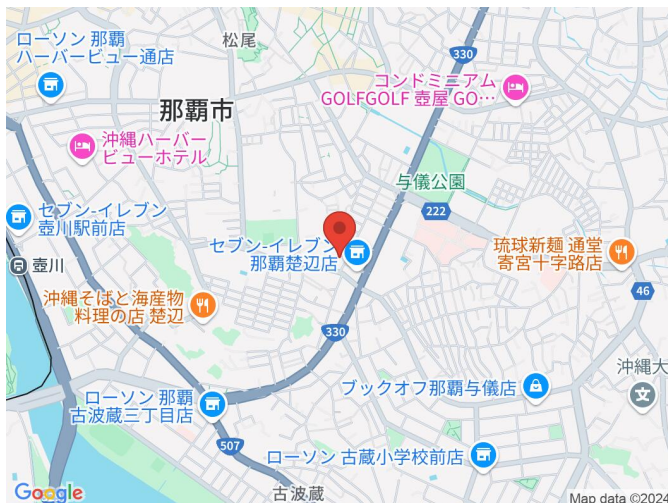 ローソン 那覇
ハーバービュー通店
松尾
コンドミニアム
GOLFGOLF 壺屋 GO…
那覇市
沖縄ハーバー
ビューホテル
与儀公園
セブン-イレブン
壺川駅前店
222
セブン-イレブン
那覇楚辺店
琉球新麺 通堂
寄宮十字路店
壺川
46
沖縄そばと海産物
料理の店 楚辺
330
沖縄大
ブックオフ那覇与儀店
ローソン 那覇
古波蔵三丁目店
507
330
ローソン 古蔵小学校前店
古波蔵
Google
Map data ©2024